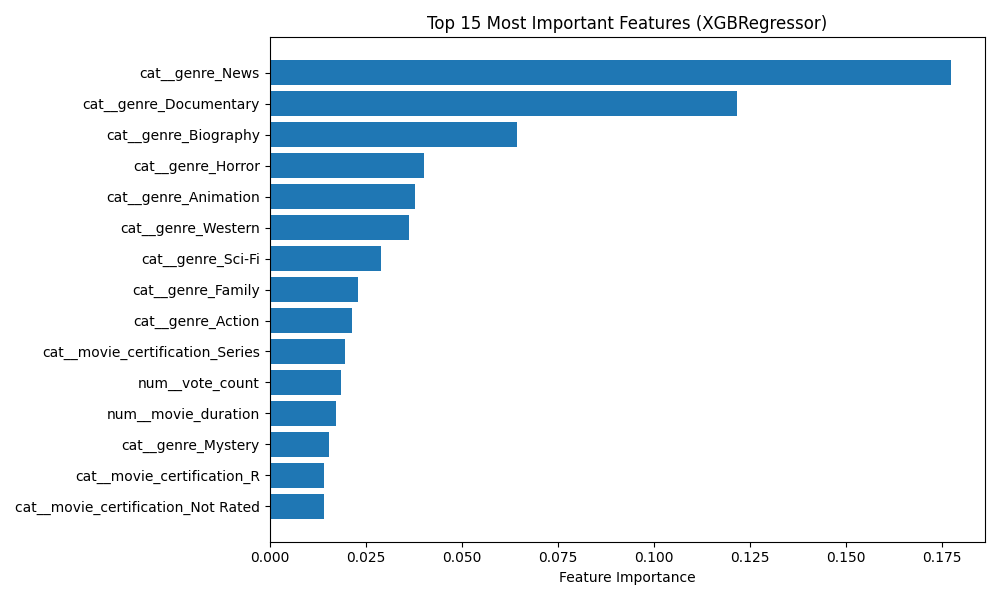 Top 15 Most Important Features (XGBRegressor)
cat__genre_News
cat__genre_Documentary
cat__genre_Biography
cat__genre_Horror
cat__genre_Animation
cat__genre_Western
cat__genre_Sci-Fi
cat__genre_Family
cat__genre_Action
cat__movie_certification_Series
num__vote_count
num__movie_duration
cat__genre_Mystery
cat__movie_certification_R
cat__movie_certification_Not Rated
0.000 0.025 0.050 0.075 0.100 0.125 0.150 0.175
Feature Importance